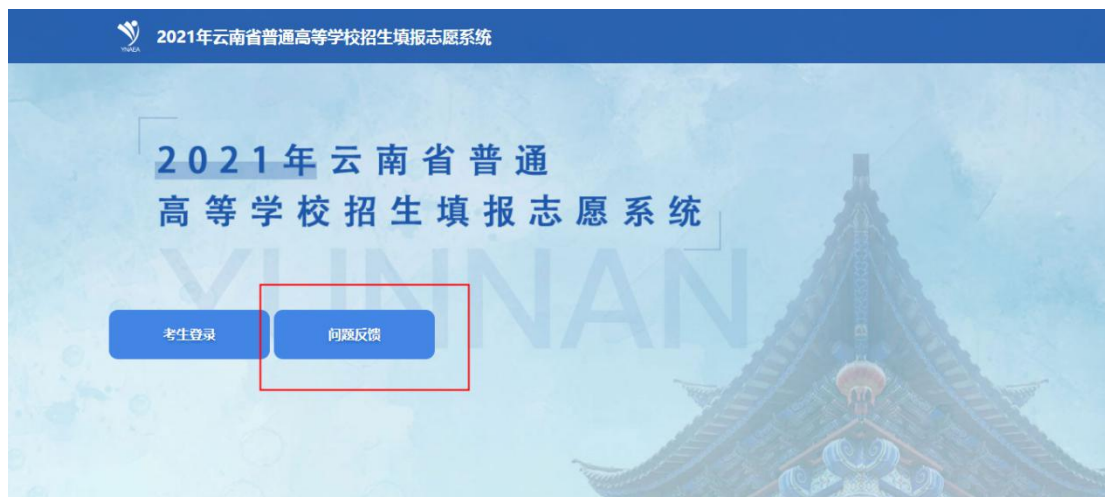 YNAEA
2021年云南省普通高等学校招生填报志愿系统
2021年云南省普通
高等学校招生填报志愿系统
YUNNAN
考生登录
问题反馈